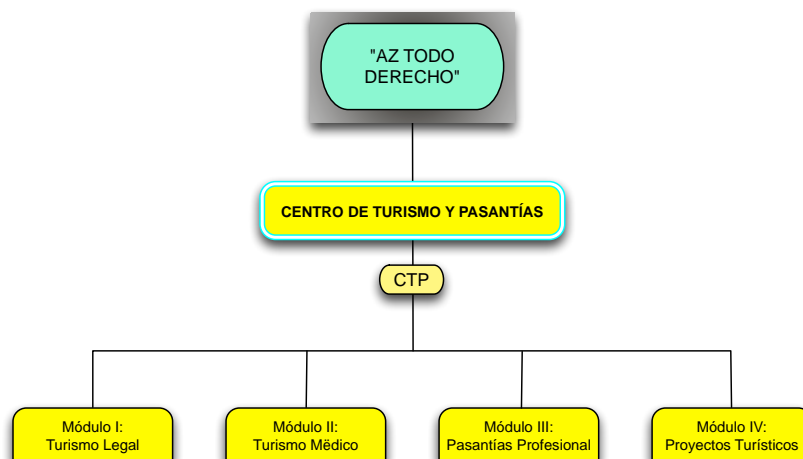 "AZ TODO
DERECHO"
CENTRO DE TURISMO Y PASANTÍAS
CTP
Módulo I:
Turismo Legal
Módulo II:
Turismo Mëdico
Módulo III:
Pasantías Profesional
Módulo IV:
Proyectos Turísticos